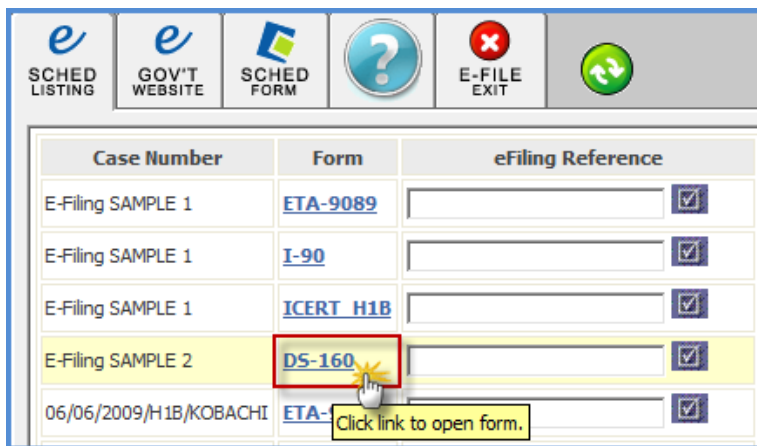 SCHED LISTING
GOV'T WEBSITE
SCHED FORM
?
E-FILE EXIT
Case Number Form eFiling Reference
E-Filing SAMPLE 1 ETA-9089
E-Filing SAMPLE 1 I-90
E-Filing SAMPLE 1 ICERT H1B
E-Filing SAMPLE 2 DS-160
06/06/2009/H1B/KOBACHI
Click link to open form.